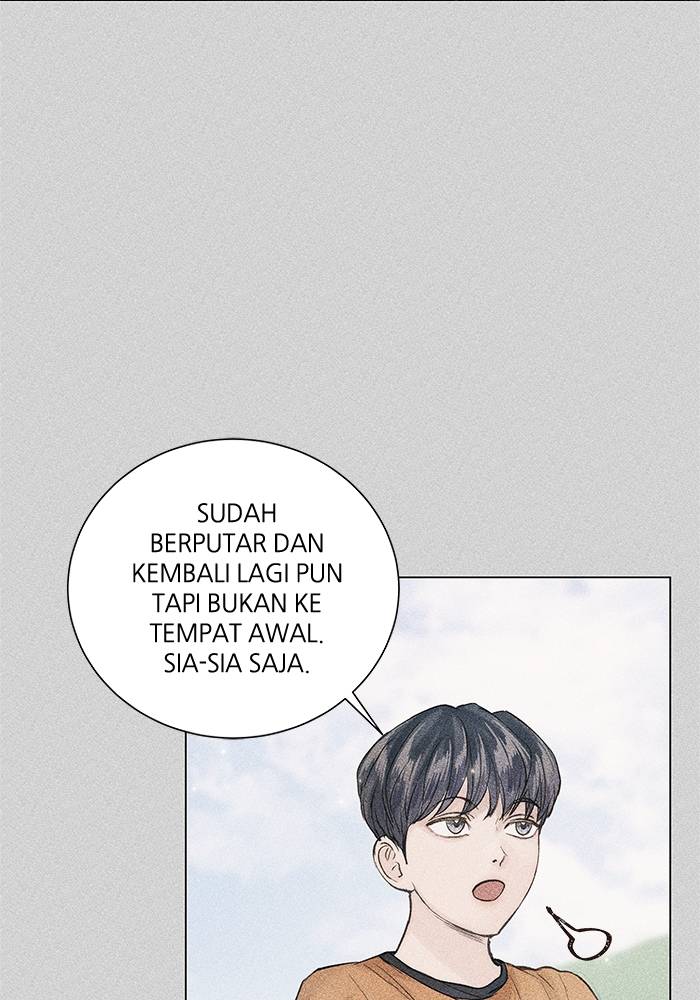 SUDAH
BERPUTAR DAN
KEMBALI LAGI PUN
TAPI BUKAN KE
TEMPAT AWAL.
SIA-SIA SAJA.